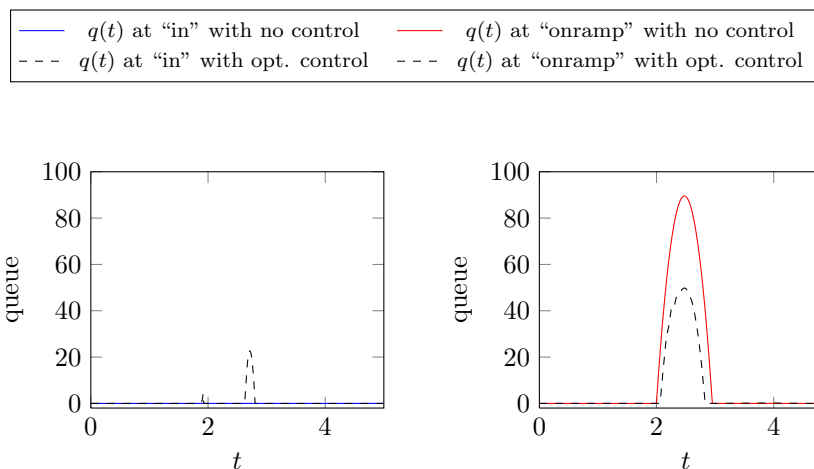 q(t) at “in” with no control q(t) at “onramp” with no control
q(t) at “in” with opt. control q(t) at “onramp” with opt. control
100
80
60
40
20
0
queue
0 2 4
t
100
80
60
40
20
0
queue
0 2 4
t